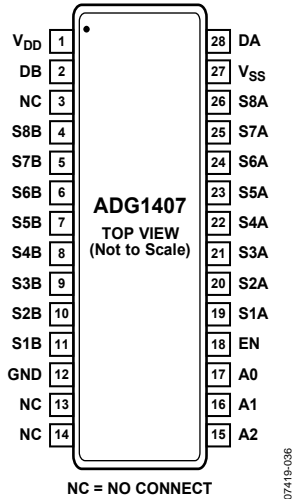 VDD 1 28 DA
DB 2 27 VSS
NC 3 26 S8A
S8B 4 25 S7A
S7B 5 24 S6A
S6B 6 23 S5A
S5B 7 22 S4A
S4B 8 21 S3A
S3B 9 20 S2A
S2B 10 19 S1A
S1B 11 18 EN
GND 12 17 A0
NC 13 16 A1
NC 14 15 A2
ADG1407
TOP VIEW
(Not to Scale)
NC = NO CONNECT
07419-036